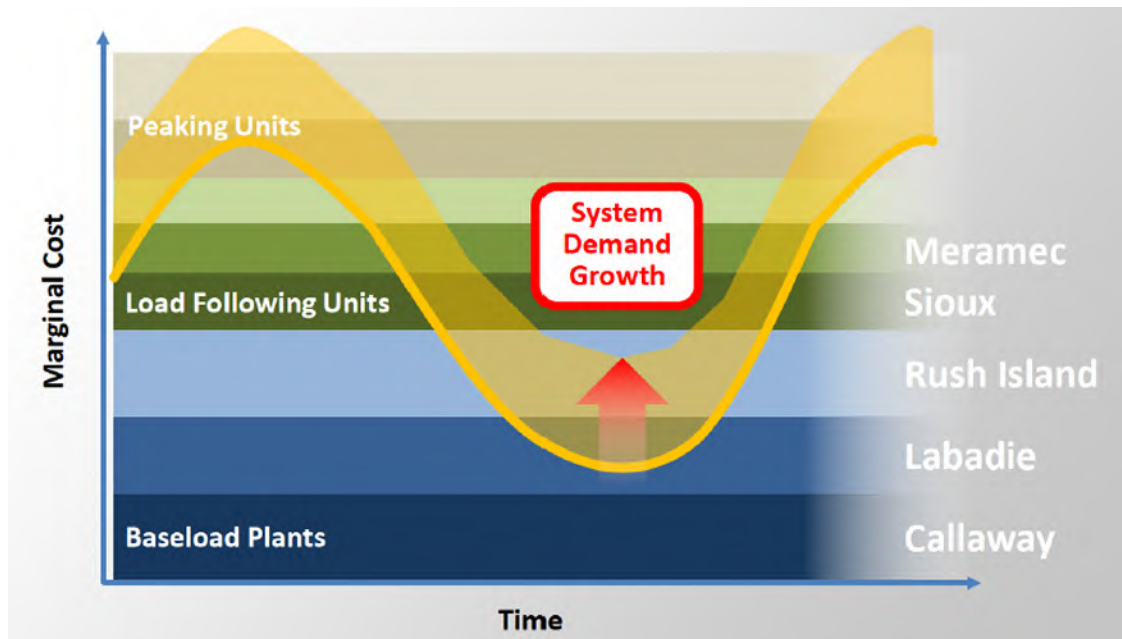 Peaking Units
System
Demand
Growth
Meramec
Load Following Units
Sioux
Rush Island
Labadie
Baseload Plants
Callaway
Marginal Cost
Time